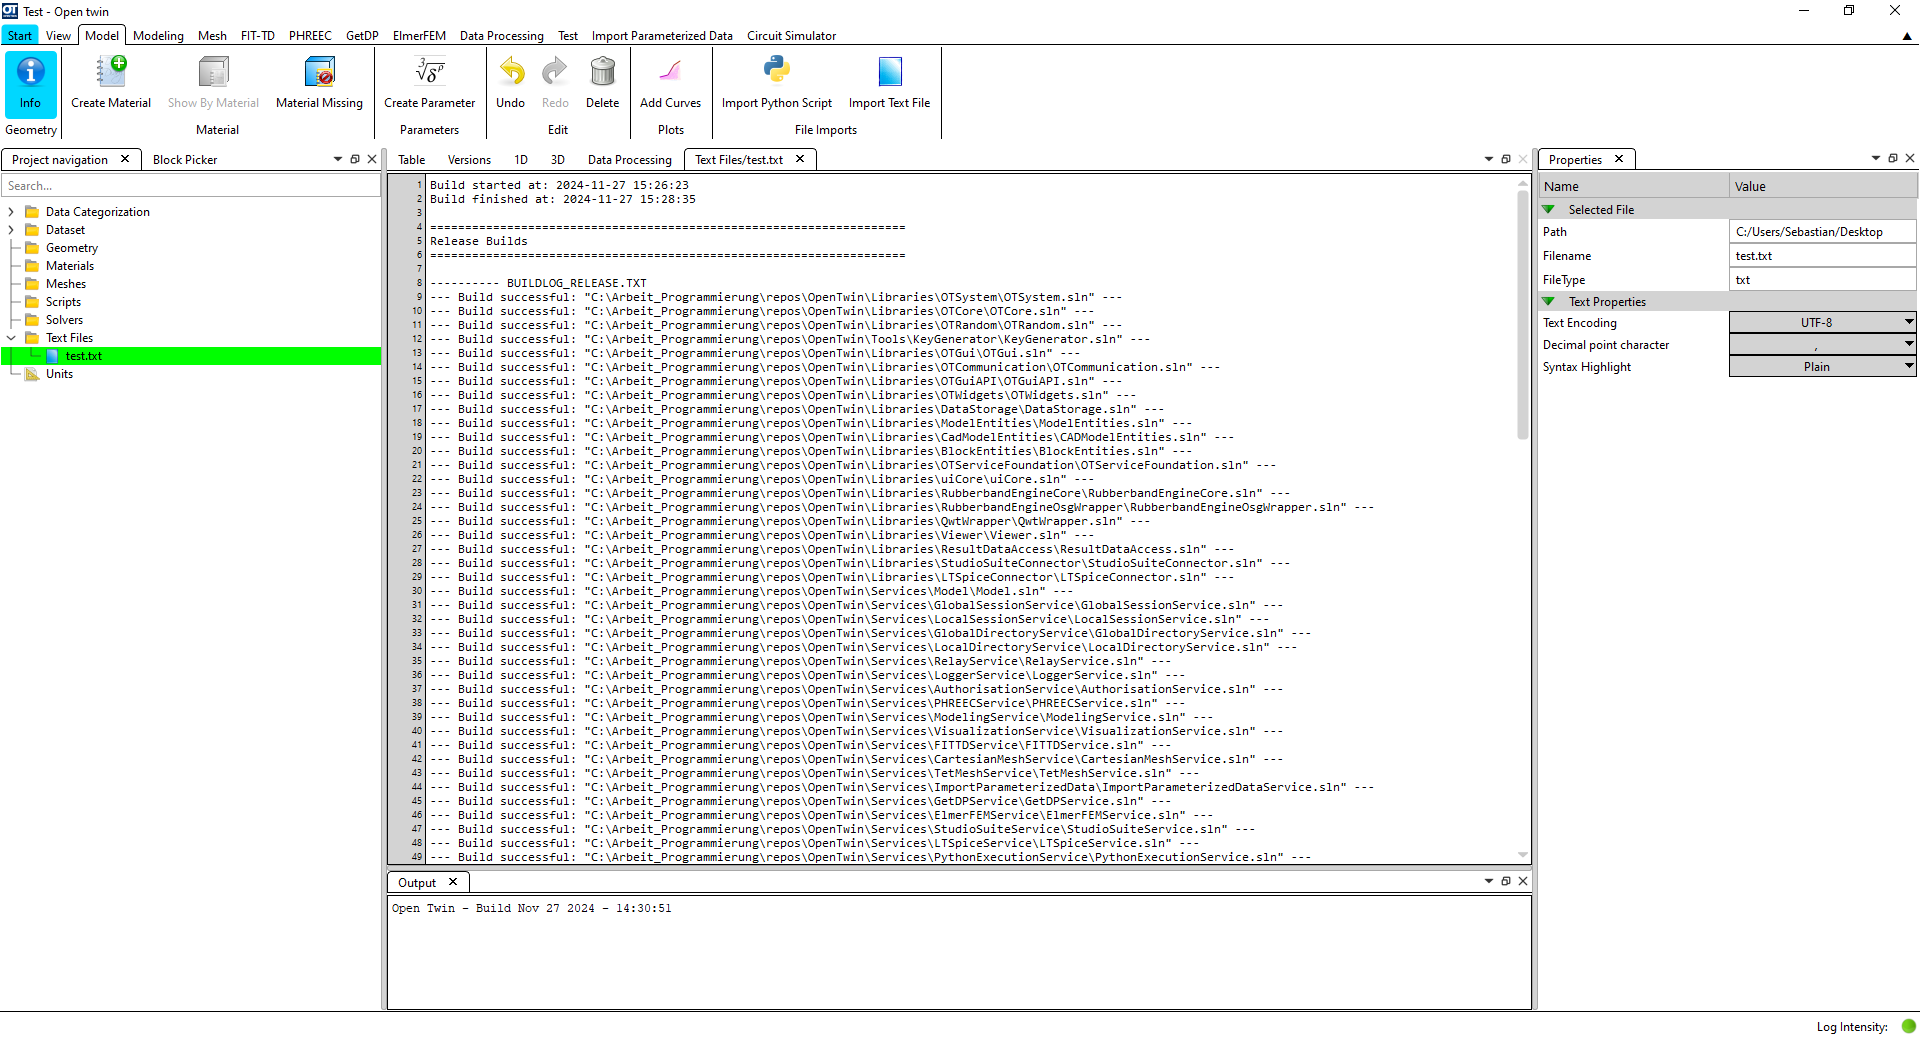 OT Test - Open twin
Start View Model Modeling Mesh FIT-TD PHREEC GetDP ElmerFEM Data Processing Test Import Parameterized Data Circuit Simulator
Info Create Material Show By Material Material Missing Create Parameter Undo Redo Delete Add Curves Import Python Script Import Text File
Geometry Material Parameters Edit Plots File Imports
Project navigation Block Picker
Search...
Data Categorization
Dataset
Geometry
Materials
Meshes
Scripts
Solvers
Text Files
test.txt
Units
Table Versions 1D 3D Data Processing Text Files/test.txt
1 Build started at: 2024-11-27 15:26:23
2 Build finished at: 2024-11-27 15:28:35
3
4 ====================================================================
5 Release Builds
6 ====================================================================
7
8 ---------- BUILDLOG_RELEASE.TXT
9 --- Build successful: "C:\Arbeit_Programmierung\repos\OpenTwin\Libraries\OTSystem\OTSystem.sln" ---
10 --- Build successful: "C:\Arbeit_Programmierung\repos\OpenTwin\Libraries\OTCore\OTCore.sln" ---
11 --- Build successful: "C:\Arbeit_Programmierung\repos\OpenTwin\Libraries\OTRandom\OTRandom.sln" ---
12 --- Build successful: "C:\Arbeit_Programmierung\repos\OpenTwin\Tools\KeyGenerator\KeyGenerator.sln" ---
13 --- Build successful: "C:\Arbeit_Programmierung\repos\OpenTwin\Libraries\OTGui\OTGui.sln" ---
14 --- Build successful: "C:\Arbeit_Programmierung\repos\OpenTwin\Libraries\OTCommunication\OTCommunication.sln" ---
15 --- Build successful: "C:\Arbeit_Programmierung\repos\OpenTwin\Libraries\OTGuiAPI\OTGuiAPI.sln" ---
16 --- Build successful: "C:\Arbeit_Programmierung\repos\OpenTwin\Libraries\OTWidgets\OTWidgets.sln" ---
17 --- Build successful: "C:\Arbeit_Programmierung\repos\OpenTwin\Libraries\DataStorage\DataStorage.sln" ---
18 --- Build successful: "C:\Arbeit_Programmierung\repos\OpenTwin\Libraries\ModelEntities\ModelEntities.sln" ---
19 --- Build successful: "C:\Arbeit_Programmierung\repos\OpenTwin\Libraries\CadModelEntities\CADModelEntities.sln" ---
20 --- Build successful: "C:\Arbeit_Programmierung\repos\OpenTwin\Libraries\BlockEntities\BlockEntities.sln" ---
21 --- Build successful: "C:\Arbeit_Programmierung\repos\OpenTwin\Libraries\OTServiceFoundation\OTServiceFoundation.sln" ---
22 --- Build successful: "C:\Arbeit_Programmierung\repos\OpenTwin\Libraries\uiCore\uiCore.sln" ---
23 --- Build successful: "C:\Arbeit_Programmierung\repos\OpenTwin\Libraries\RubberbandEngineCore\RubberbandEngineCore.sln" ---
24 --- Build successful: "C:\Arbeit_Programmierung\repos\OpenTwin\Libraries\RubberbandEngineOsgWrapper\RubberbandEngineOsgWrapper.sln" ---
25 --- Build successful: "C:\Arbeit_Programmierung\repos\OpenTwin\Libraries\QwtWrapper\QwtWrapper.sln" ---
26 --- Build successful: "C:\Arbeit_Programmierung\repos\OpenTwin\Libraries\Viewer\Viewer.sln" ---
27 --- Build successful: "C:\Arbeit_Programmierung\repos\OpenTwin\Libraries\ResultDataAccess\ResultDataAccess.sln" ---
28 --- Build successful: "C:\Arbeit_Programmierung\repos\OpenTwin\Libraries\StudioSuiteConnector\StudioSuiteConnector.sln" ---
29 --- Build successful: "C:\Arbeit_Programmierung\repos\OpenTwin\Libraries\LTSpiceConnector\LTSpiceConnector.sln" ---
30 --- Build successful: "C:\Arbeit_Programmierung\repos\OpenTwin\Services\Model\Model.sln" ---
31 --- Build successful: "C:\Arbeit_Programmierung\repos\OpenTwin\Services\GlobalSessionService\GlobalSessionService.sln" ---
32 --- Build successful: "C:\Arbeit_Programmierung\repos\OpenTwin\Services\LocalSessionService\LocalSessionService.sln" ---
33 --- Build successful: "C:\Arbeit_Programmierung\repos\OpenTwin\Services\GlobalDirectoryService\GlobalDirectoryService.sln" ---
34 --- Build successful: "C:\Arbeit_Programmierung\repos\OpenTwin\Services\LocalDirectoryService\LocalDirectoryService.sln" ---
35 --- Build successful: "C:\Arbeit_Programmierung\repos\OpenTwin\Services\RelayService\RelayService.sln" ---
36 --- Build successful: "C:\Arbeit_Programmierung\repos\OpenTwin\Services\LoggerService\LoggerService.sln" ---
37 --- Build successful: "C:\Arbeit_Programmierung\repos\OpenTwin\Services\AuthorisationService\AuthorisationService.sln" ---
38 --- Build successful: "C:\Arbeit_Programmierung\repos\OpenTwin\Services\PHREECService\PHREECService.sln" ---
39 --- Build successful: "C:\Arbeit_Programmierung\repos\OpenTwin\Services\ModelingService\ModelingService.sln" ---
40 --- Build successful: "C:\Arbeit_Programmierung\repos\OpenTwin\Services\VisualizationService\VisualizationService.sln" ---
41 --- Build successful: "C:\Arbeit_Programmierung\repos\OpenTwin\Services\FITTDService\FITTDService.sln" ---
42 --- Build successful: "C:\Arbeit_Programmierung\repos\OpenTwin\Services\CartesianMeshService\CartesianMeshService.sln" ---
43 --- Build successful: "C:\Arbeit_Programmierung\repos\OpenTwin\Services\TetMeshService\TetMeshService.sln" ---
44 --- Build successful: "C:\Arbeit_Programmierung\repos\OpenTwin\Services\ImportParameterizedData\ImportParameterizedDataService.sln" ---
45 --- Build successful: "C:\Arbeit_Programmierung\repos\OpenTwin\Services\GetDPService\GetDPService.sln" ---
46 --- Build successful: "C:\Arbeit_Programmierung\repos\OpenTwin\Services\ElmerFEMService\ElmerFEMService.sln" ---
47 --- Build successful: "C:\Arbeit_Programmierung\repos\OpenTwin\Services\StudioSuiteService\StudioSuiteService.sln" ---
48 --- Build successful: "C:\Arbeit_Programmierung\repos\OpenTwin\Services\LTSpiceService\LTSpiceService.sln" ---
49 --- Build successful: "C:\Arbeit_Programmierung\repos\OpenTwin\Services\PythonExecutionService\PythonExecutionService.sln" ---
Output
Open Twin - Build Nov 27 2024 - 14:30:51
Properties
Name Value
Selected File
Path C:/Users/Sebastian/Desktop
Filename test.txt
FileType txt
Text Properties
Text Encoding UTF-8
Decimal point character ,
Syntax Highlight Plain
Log Intensity: